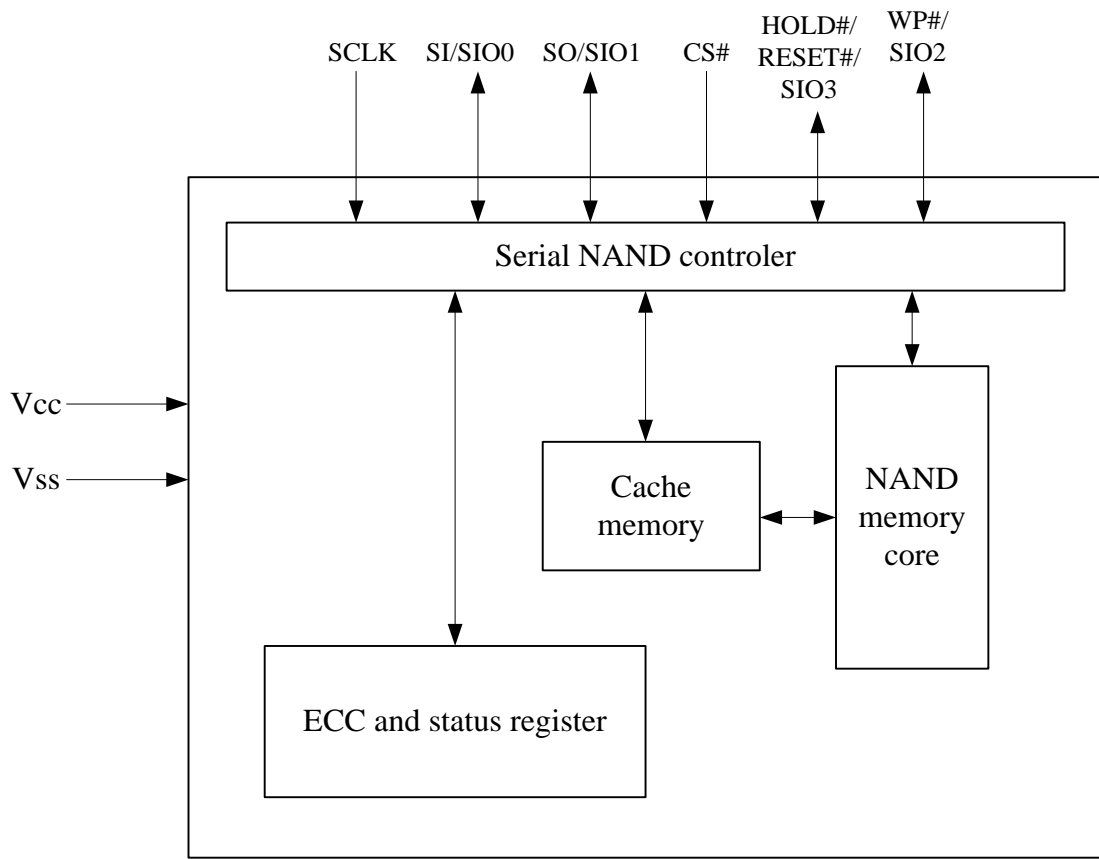 SCLK
SI/SIO0
SO/SIO1
CS#
HOLD#/
RESET#/
SIO3
WP#/
SIO2
Serial NAND controler
Vcc
Vss
Cache
memory
NAND
memory
core
ECC and status register